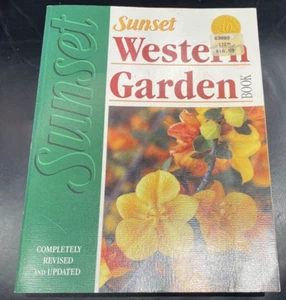 Sunset
Sunset
Western
Garden
BOOK
COMPLETELY
REVISED
AND UPDATED